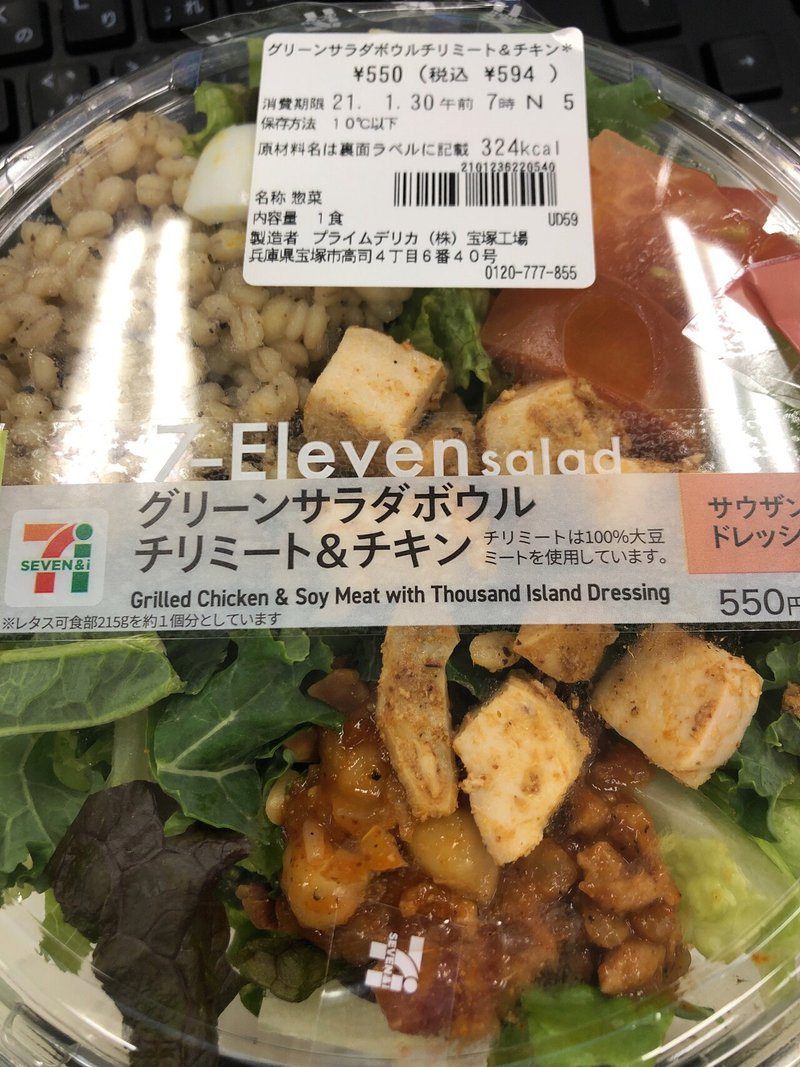 グリーンサラダボウルチリミート＆チキン＊
¥550 (税込 ¥594 )
消費期限 21. 1.30 午前 7時 N 5
保存方法 10℃以下
原材料名は裏面ラベルに記載 324kcal
2101236220540
名称 惣菜
内容量 1食 UD59
製造者 プライムデリカ（株）宝塚工場
兵庫県宝塚市高司4丁目6番40号
0120-777-855
7-Eleven salad
グリーンサラダボウル
チリミート＆チキン
チリミートは100%大豆
ミートを使用しています。
サウザン
ドレッシ
SEVEN&i
Grilled Chicken & Soy Meat with Thousand Island Dressing
550円
※レタス可食部215gを約1個分としています